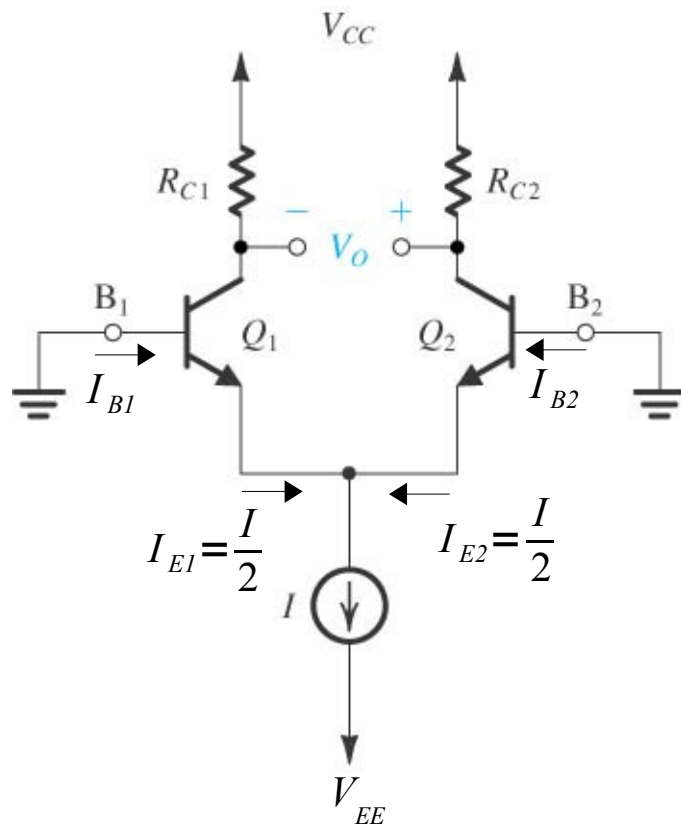 V_CC
R_C1
R_C2
− V_O +
B_1
B_2
Q_1
Q_2
I_B1
I_B2
I_E1 = I/2
I_E2 = I/2
I
V_EE